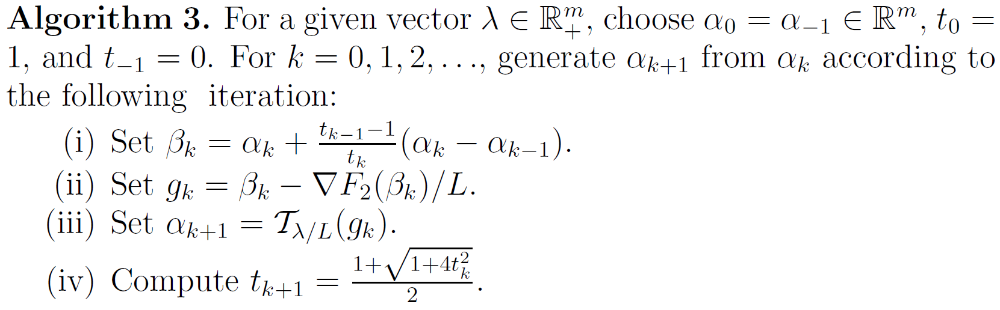 Algorithm 3. For a given vector λ ∈ ℝ₊ᵐ, choose α₀ = α₋₁ ∈ ℝᵐ, t₀ =
1, and t₋₁ = 0. For k = 0, 1, 2, . . ., generate αₖ₊₁ from αₖ according to
the following iteration:
(i) Set βₖ = αₖ + \frac{tₖ₋₁−1}{tₖ}(αₖ − αₖ₋₁).
(ii) Set gₖ = βₖ − ∇F₂(βₖ)/L.
(iii) Set αₖ₊₁ = 𝒯_{λ/L}(gₖ).
(iv) Compute tₖ₊₁ = \frac{1+\sqrt{1+4tₖ²}}{2}.